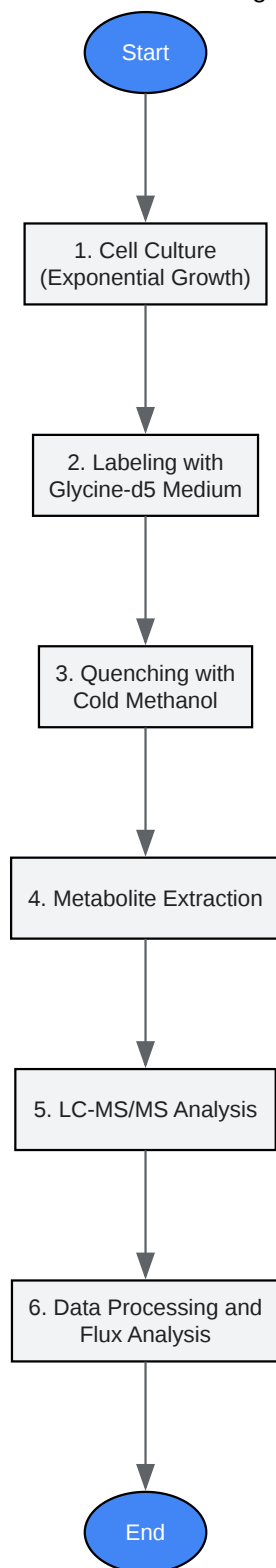 Start
1. Cell Culture
(Exponential Growth)
2. Labeling with
Glycine-d5 Medium
3. Quenching with
Cold Methanol
4. Metabolite Extraction
5. LC-MS/MS Analysis
6. Data Processing and
Flux Analysis
End